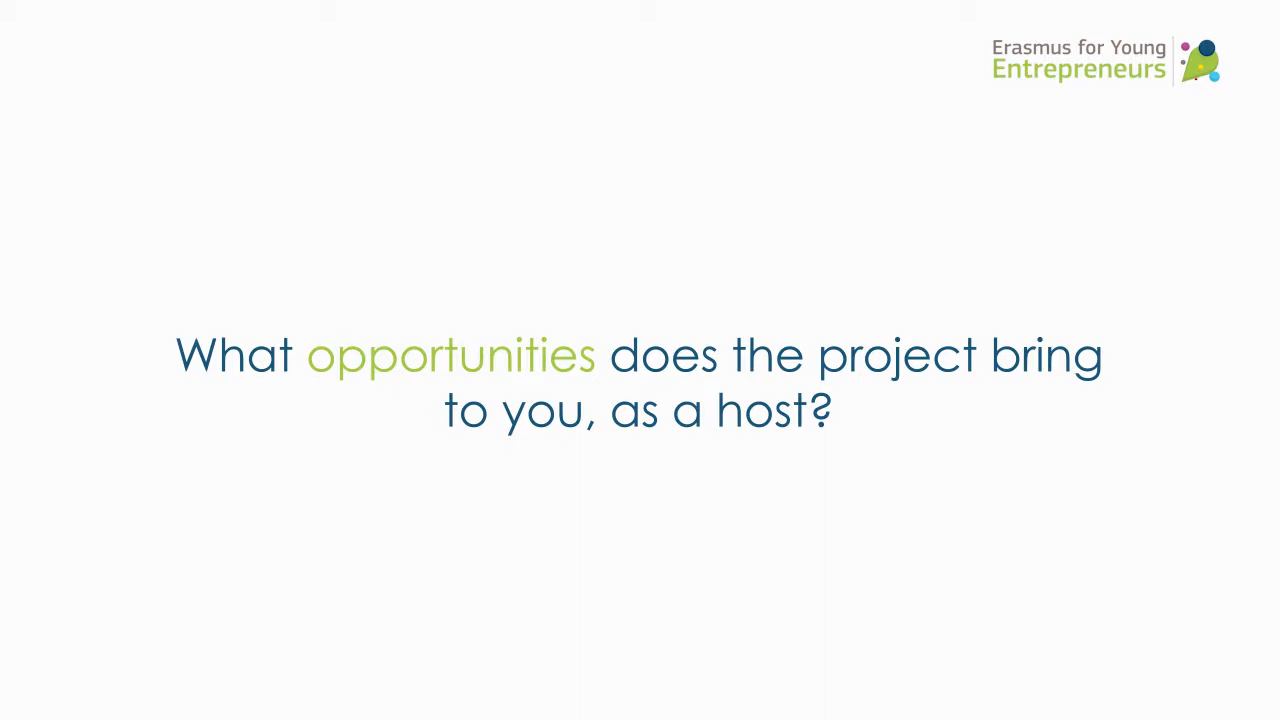 Erasmus for Young
Entrepreneurs
What opportunities does the project bring
to you, as a host?